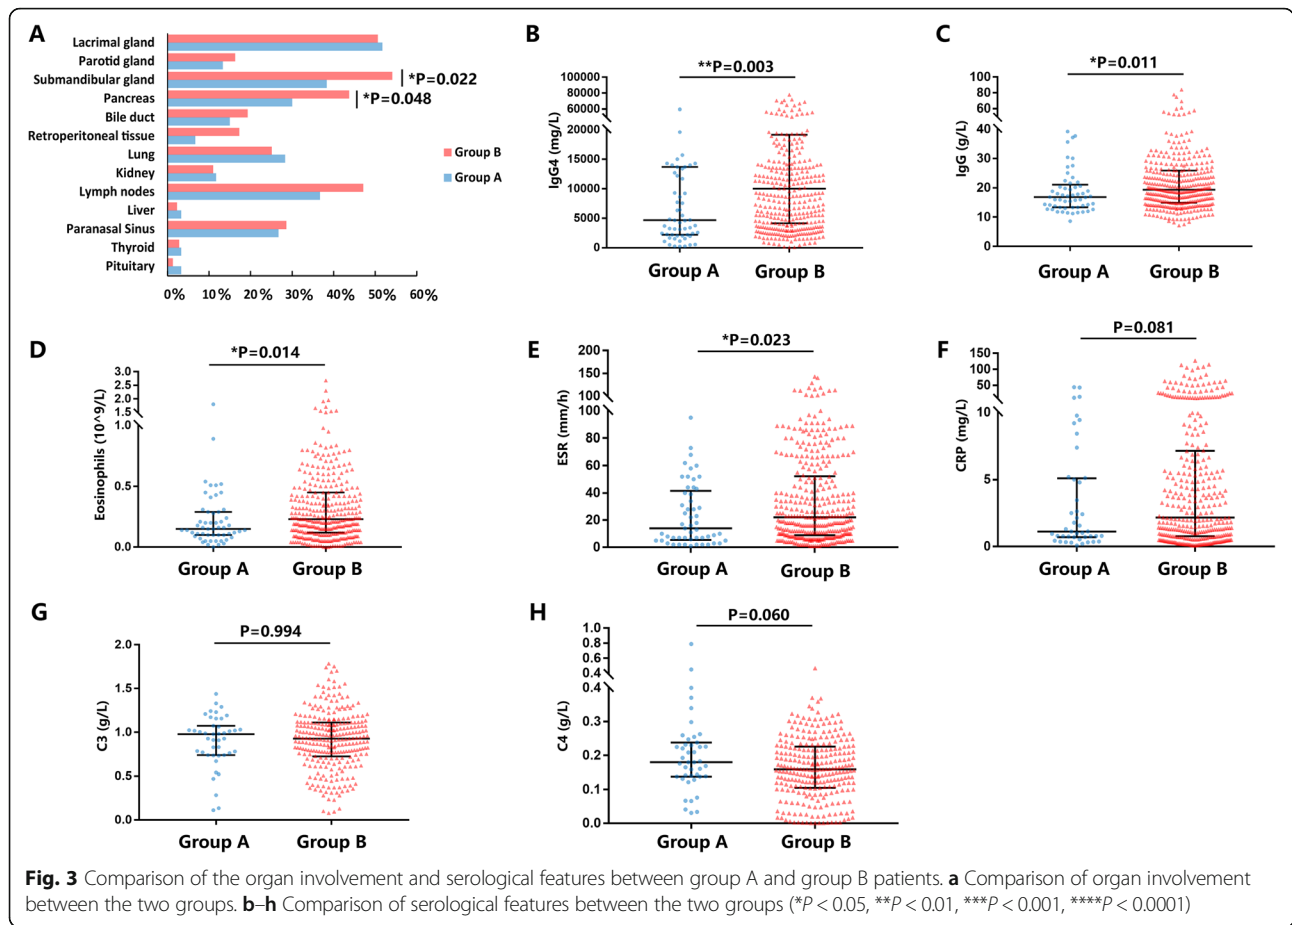 A
Lacrimal gland
Parotid gland
Submandibular gland
Pancreas
Bile duct
Retroperitoneal tissue
Lung
Kidney
Lymph nodes
Liver
Paranasal Sinus
Thyroid
Pituitary
*P=0.022
*P=0.048
Group B
Group A
0% 10% 20% 30% 40% 50% 60%
B
**P=0.003
IgG4 (mg/L)
100000
80000
60000
40000
20000
15000
10000
5000
0
Group A Group B
C
*P=0.011
IgG (g/L)
100
80
60
40
30
20
10
0
Group A Group B
D
*P=0.014
Eosinophils (10^9/L)
3.0
2.5
2.0
1.5
1.0
0.5
0.0
Group A Group B
E
*P=0.023
ESR (mm/h)
200
150
100
100
80
60
40
20
0
Group A Group B
F
P=0.081
CRP (mg/L)
150
100
50
10
5
0
Group A Group B
G
P=0.994
C3 (g/L)
2.0
1.5
1.0
0.5
0.0
Group A Group B
H
P=0.060
C4 (g/L)
1.0
0.8
0.6
0.4
0.4
0.3
0.2
0.1
0.0
Group A Group B
Fig. 3 Comparison of the organ involvement and serological features between group A and group B patients. a Comparison of organ involvement
between the two groups. b–h Comparison of serological features between the two groups (*P < 0.05, **P < 0.01, ***P < 0.001, ****P < 0.0001)